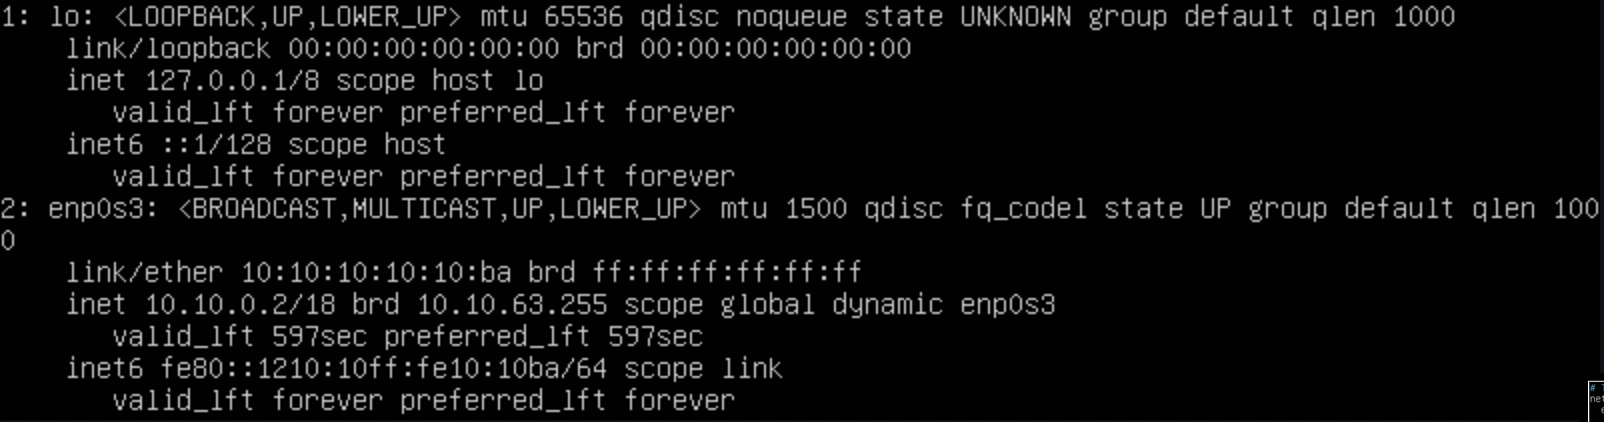 1: lo: <LOOPBACK,UP,LOWER_UP> mtu 65536 qdisc noqueue state UNKNOWN group default qlen 1000
link/loopback 00:00:00:00:00:00 brd 00:00:00:00:00:00
inet 127.0.0.1/8 scope host lo
valid_lft forever preferred_lft forever
inet6 ::1/128 scope host
valid_lft forever preferred_lft forever
2: enp0s3: <BROADCAST,MULTICAST,UP,LOWER_UP> mtu 1500 qdisc fq_codel state UP group default qlen 100
0
link/ether 10:10:10:10:10:ba brd ff:ff:ff:ff:ff:ff
inet 10.10.0.2/18 brd 10.10.63.255 scope global dynamic enp0s3
valid_lft 597sec preferred_lft 597sec
inet6 fe80::1210:10ff:fe10:10ba/64 scope link
valid_lft forever preferred_lft forever